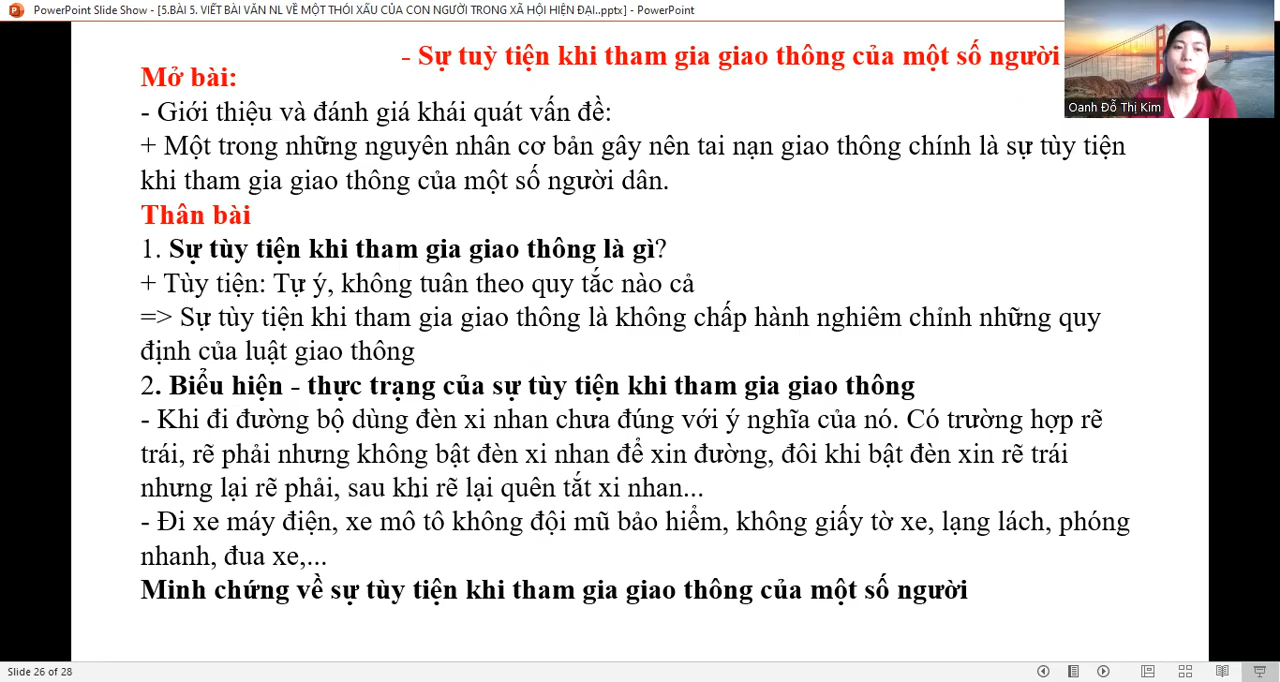 PowerPoint Slide Show - [5.BÀI 5. VIẾT BÀI VĂN NL VỀ MỘT THÓI XẤU CỦA CON NGƯỜI TRONG XÃ HỘI HIỆN ĐẠI..pptx] - PowerPoint
- Sự tuỳ tiện khi tham gia giao thông của một số người
Oanh Đỗ Thị Kim
Mở bài:
- Giới thiệu và đánh giá khái quát vấn đề:
+ Một trong những nguyên nhân cơ bản gây nên tai nạn giao thông chính là sự tùy tiện
khi tham gia giao thông của một số người dân.
Thân bài
1. Sự tùy tiện khi tham gia giao thông là gì?
+ Tùy tiện: Tự ý, không tuân theo quy tắc nào cả
=> Sự tùy tiện khi tham gia giao thông là không chấp hành nghiêm chỉnh những quy
định của luật giao thông
2. Biểu hiện - thực trạng của sự tùy tiện khi tham gia giao thông
- Khi đi đường bộ dùng đèn xi nhan chưa đúng với ý nghĩa của nó. Có trường hợp rẽ
trái, rẽ phải nhưng không bật đèn xi nhan để xin đường, đôi khi bật đèn xin rẽ trái
nhưng lại rẽ phải, sau khi rẽ lại quên tắt xi nhan...
- Đi xe máy điện, xe mô tô không đội mũ bảo hiểm, không giấy tờ xe, lạng lách, phóng
nhanh, đua xe,...
Minh chứng về sự tùy tiện khi tham gia giao thông của một số người
Slide 26 of 28